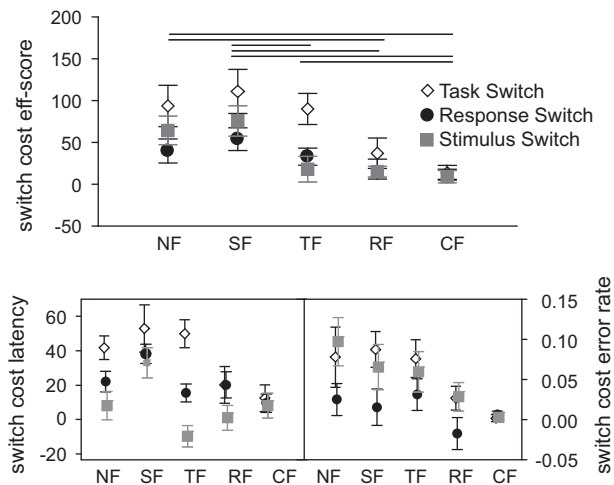 switch cost eff-score
200
150
100
50
0
-50
Task Switch
Response Switch
Stimulus Switch
NF SF TF RF CF
switch cost latency
60
40
20
0
-20
NF SF TF RF CF
NF SF TF RF CF
0.15
0.10
0.05
0.00
-0.05
switch cost error rate